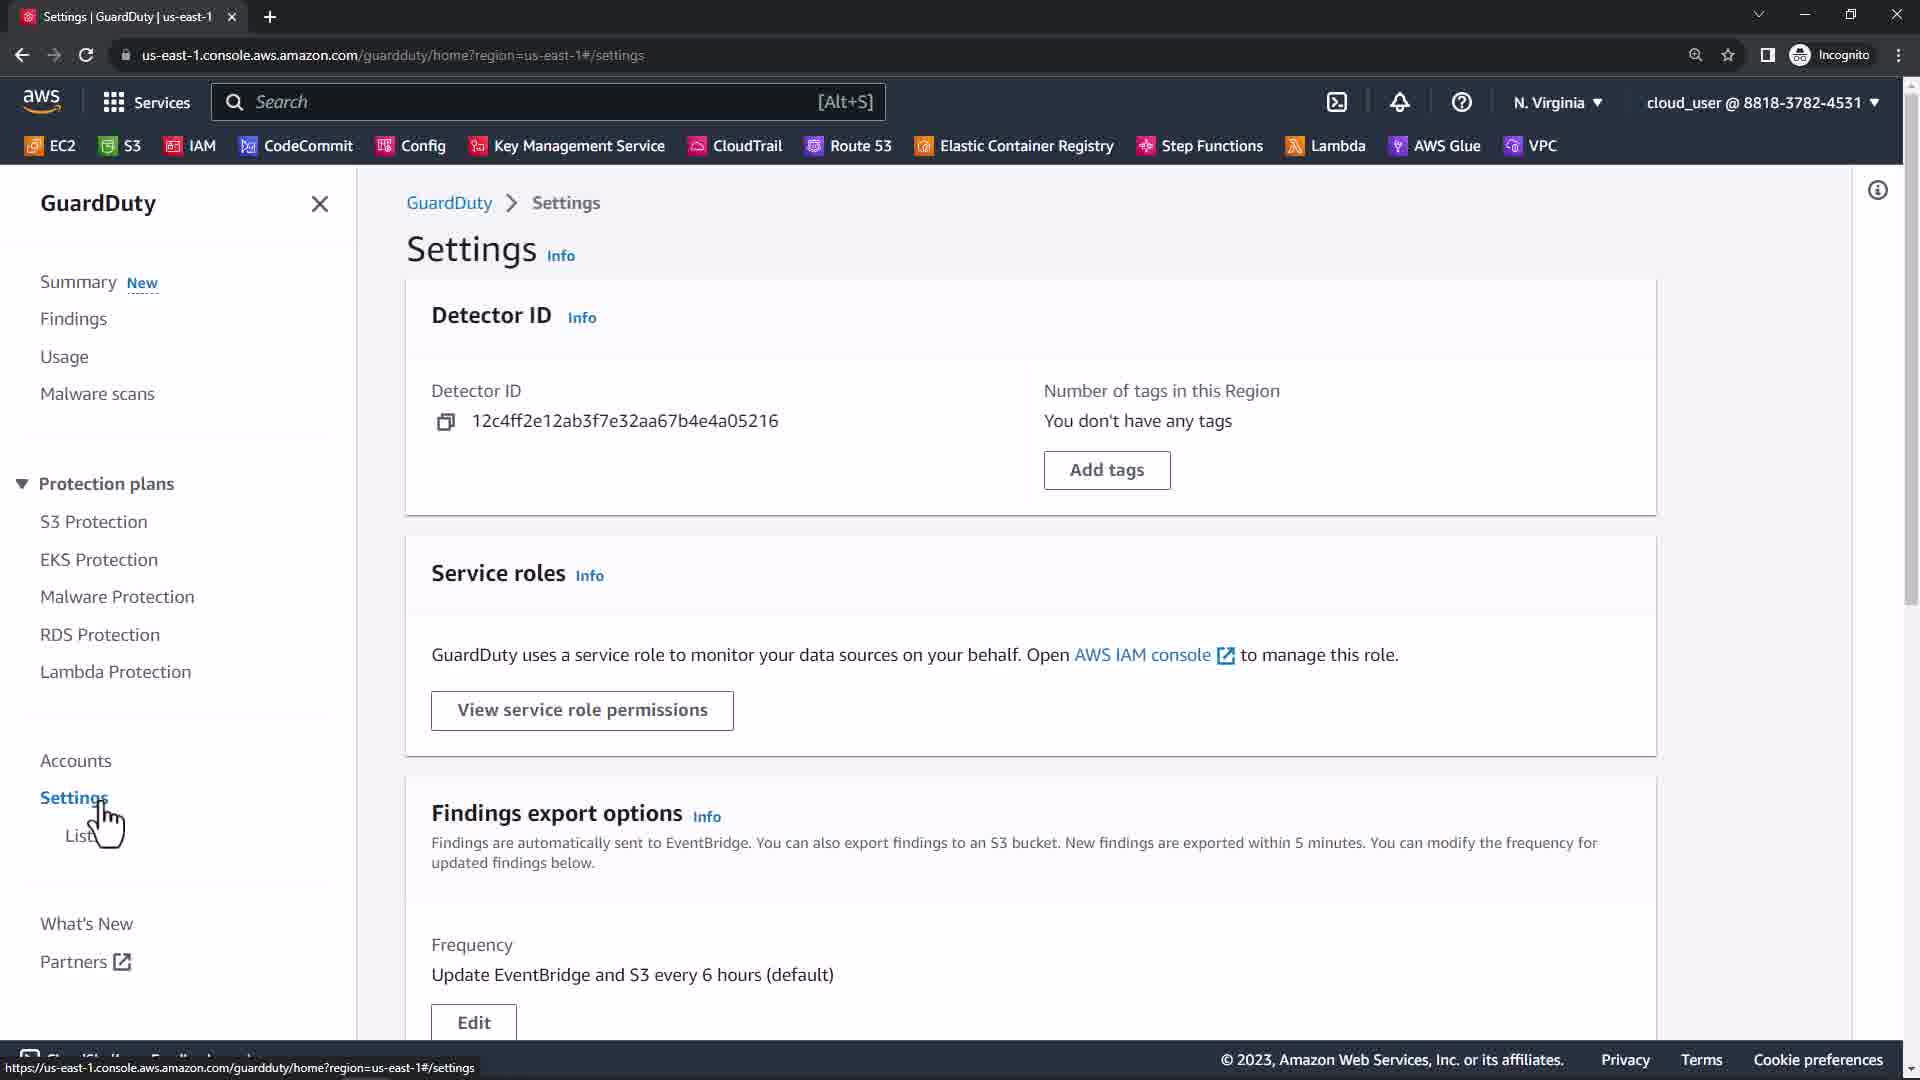 Settings | GuardDuty | us-east-1
us-east-1.console.aws.amazon.com/guardduty/home?region=us-east-1#/settings
Incognito
aws
Services
Search
[Alt+S]
N. Virginia
cloud_user @ 8818-3782-4531
EC2
S3
IAM
CodeCommit
Config
Key Management Service
CloudTrail
Route 53
Elastic Container Registry
Step Functions
Lambda
AWS Glue
VPC
GuardDuty
Summary New
Findings
Usage
Malware scans
Protection plans
S3 Protection
EKS Protection
Malware Protection
RDS Protection
Lambda Protection
Accounts
Settings
What's New
Partners
GuardDuty > Settings
Settings Info
Detector ID Info
Detector ID
12c4ff2e12ab3f7e32aa67b4e4a05216
Number of tags in this Region
You don't have any tags
Add tags
Service roles Info
GuardDuty uses a service role to monitor your data sources on your behalf. Open AWS IAM console to manage this role.
View service role permissions
Findings export options Info
Findings are automatically sent to EventBridge. You can also export findings to an S3 bucket. New findings are exported within 5 minutes. You can modify the frequency for
updated findings below.
Frequency
Update EventBridge and S3 every 6 hours (default)
Edit
© 2023, Amazon Web Services, Inc. or its affiliates.
Privacy
Terms
Cookie preferences
https://us-east-1.console.aws.amazon.com/guardduty/home?region=us-east-1#/settings